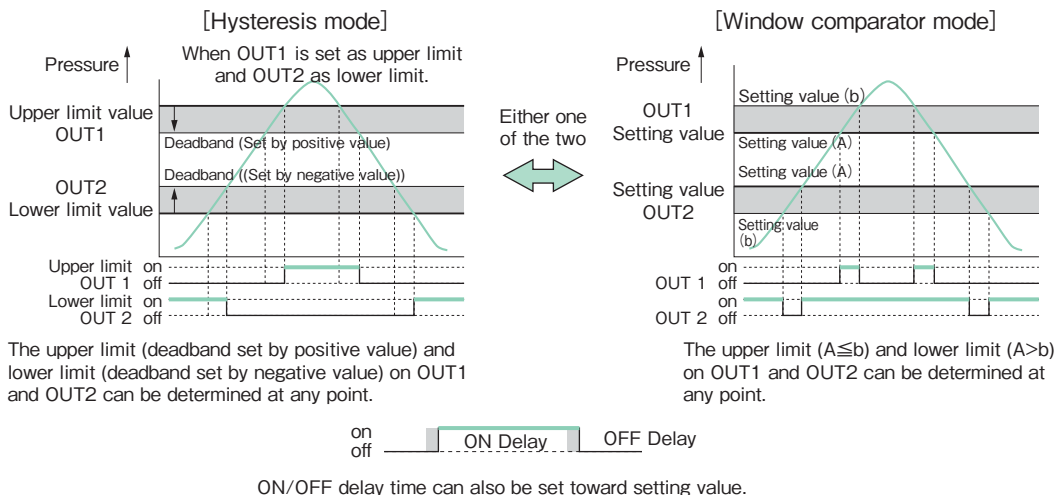 [Hysteresis mode]
When OUT1 is set as upper limit
and OUT2 as lower limit.
Pressure
Upper limit value
OUT1
Deadband (Set by positive value)
Deadband ((Set by negative value))
OUT2
Lower limit value
Upper limit on
OUT 1 off
Lower limit on
OUT 2 off
The upper limit (deadband set by positive value) and
lower limit (deadband set by negative value) on OUT1
and OUT2 can be determined at any point.
Either one
of the two
[Window comparator mode]
Pressure
Setting value (b)
OUT1
Setting value
Setting value (A)
Setting value (A)
Setting value
OUT2
Setting value
(b)
on
OUT 1 off
on
OUT 2 off
The upper limit (A≦b) and lower limit (A>b)
on OUT1 and OUT2 can be determined at
any point.
on
off
ON Delay
OFF Delay
ON/OFF delay time can also be set toward setting value.